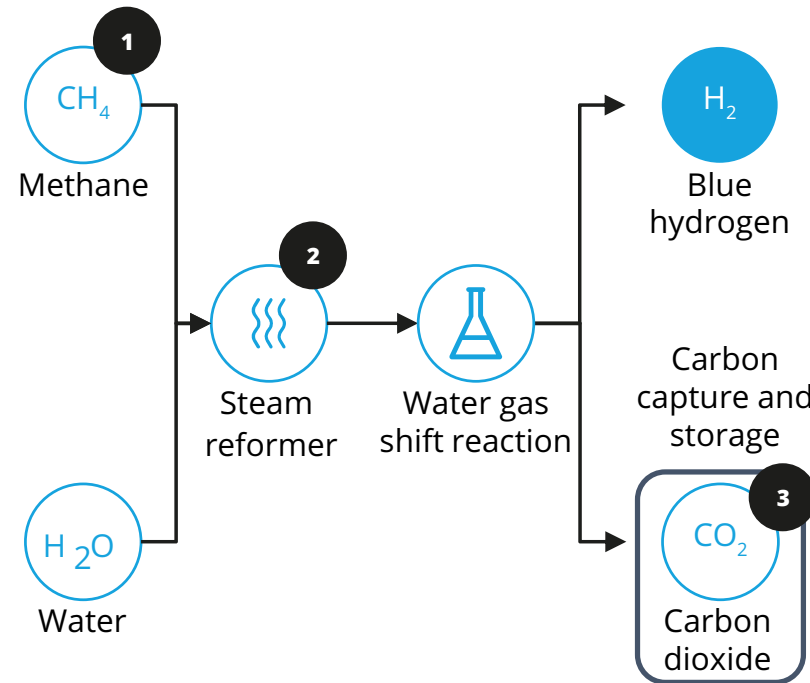 1
CH₄
Methane
H₂
Blue
hydrogen
2
Steam
reformer
Water gas
shift reaction
Carbon
capture and
storage
3
H ₂O
Water
CO₂
Carbon
dioxide